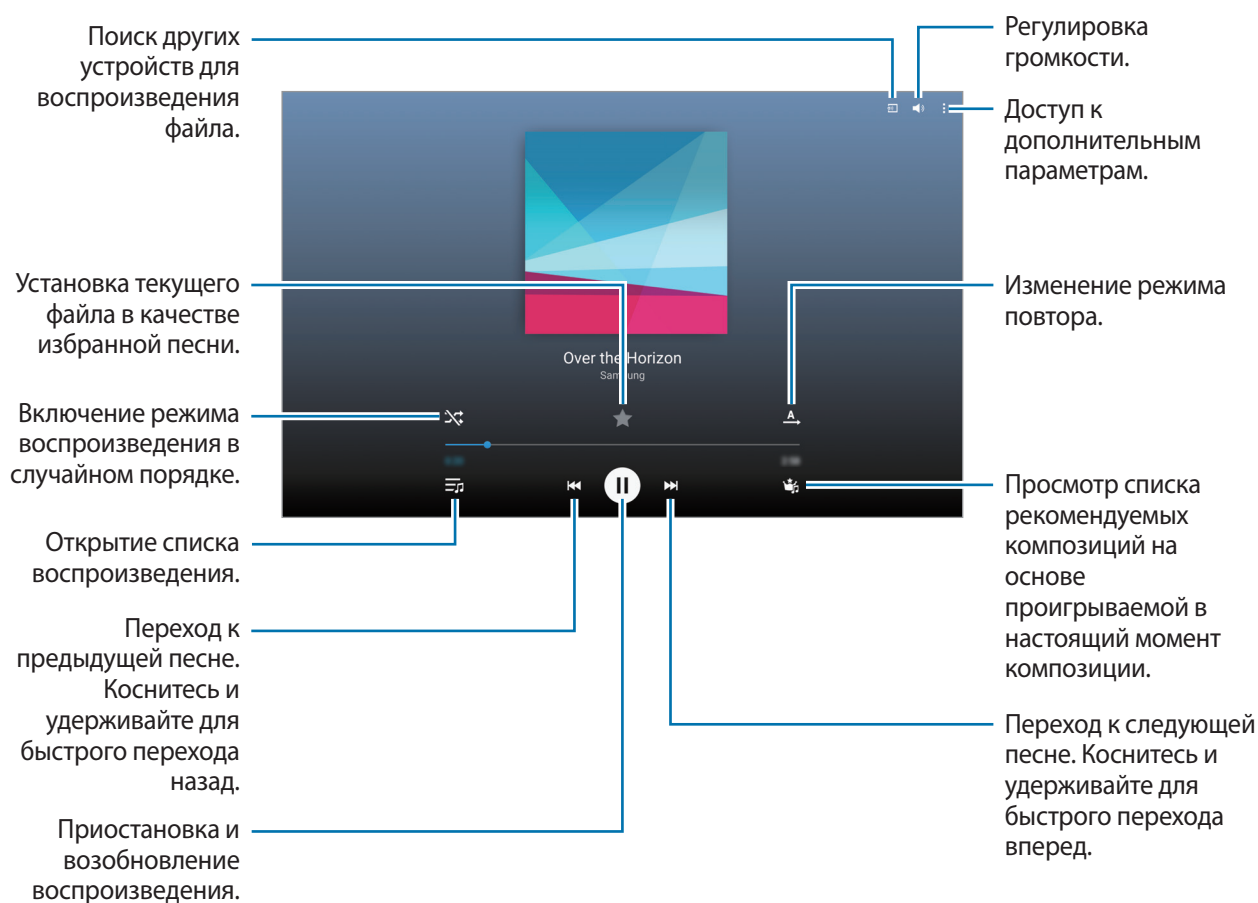 Поиск других
устройств для
воспроизведения
файла.
Регулировка
громкости.
Доступ к
дополнительным
параметрам.
Установка текущего
файла в качестве
избранной песни.
Изменение режима
повтора.
Over the Horizon
Samsung
Включение режима
воспроизведения в
случайном порядке.
A
2:58
Открытие списка
воспроизведения.
Просмотр списка
рекомендуемых
композиций на
основе
проигрываемой в
настоящий момент
композиции.
Переход к
предыдущей песне.
Коснитесь и
удерживайте для
быстрого перехода
назад.
Переход к следующей
песне. Коснитесь и
удерживайте для
быстрого перехода
вперед.
Приостановка и
возобновление
воспроизведения.